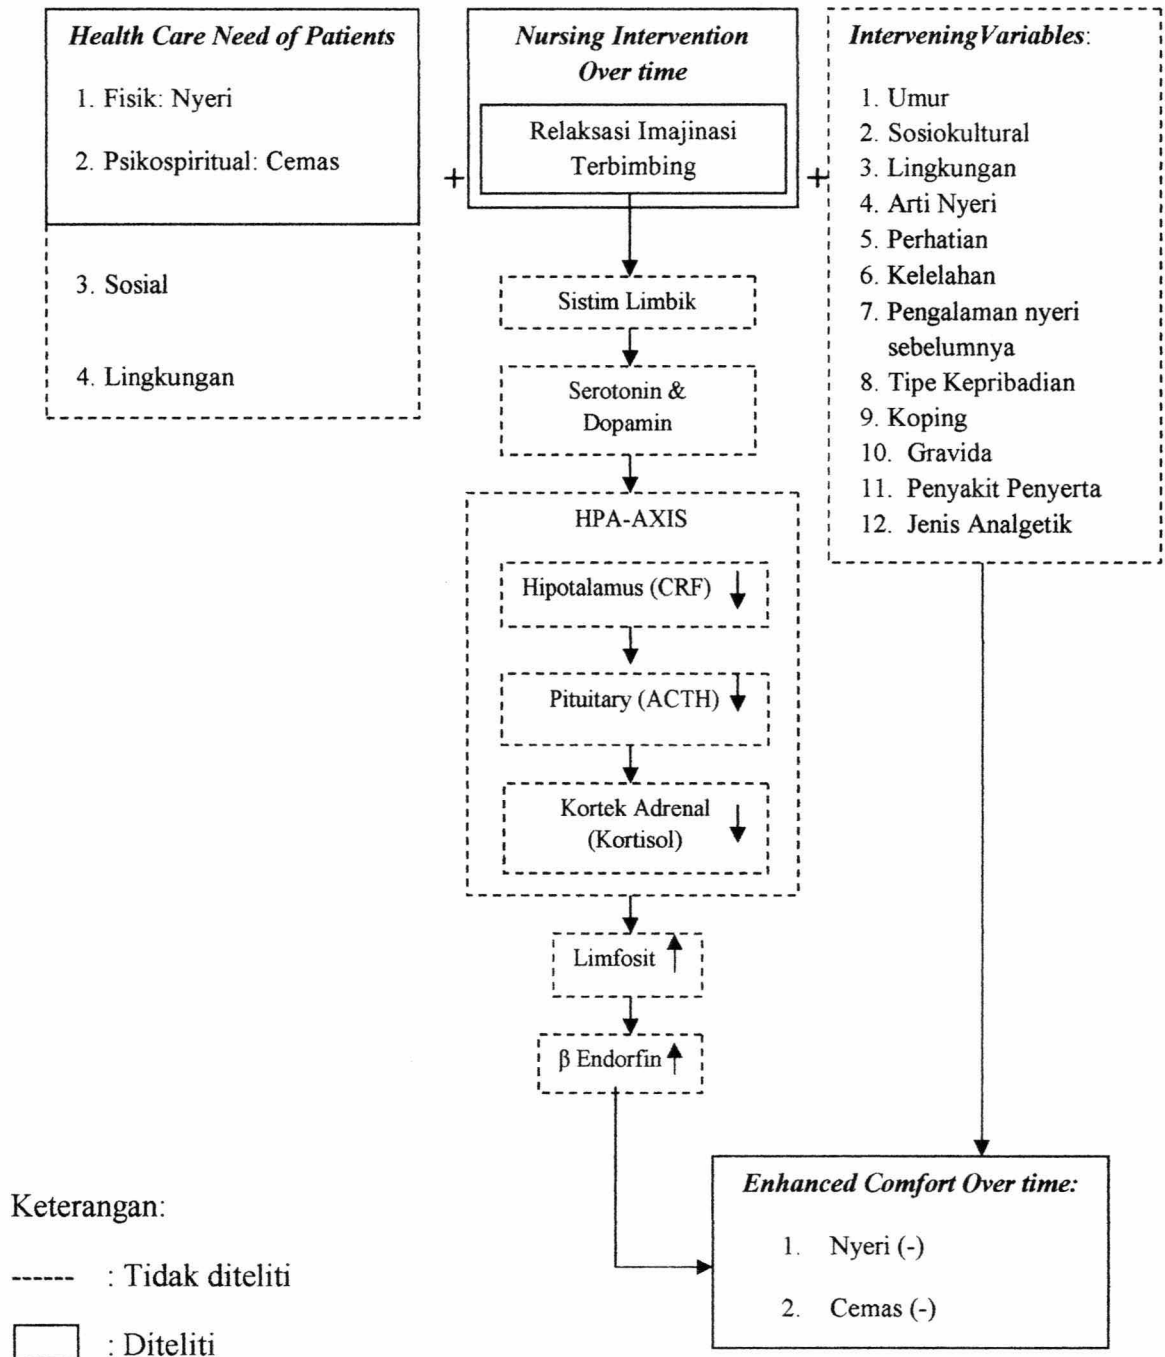 Health Care Need of Patients
1. Fisik: Nyeri
2. Psikospiritual: Cemas
3. Sosial
4. Lingkungan
+
Nursing Intervention
Over time
Relaksasi Imajinasi
Terbimbing
+
Sistim Limbik
Serotonin &
Dopamin
HPA-AXIS
Hipotalamus (CRF)
Pituitary (ACTH)
Kortek Adrenal
(Kortisol)
Limfosit
β Endorfin
InterveningVariables:
1. Umur
2. Sosiokultural
3. Lingkungan
4. Arti Nyeri
5. Perhatian
6. Kelelahan
7. Pengalaman nyeri
sebelumnya
8. Tipe Kepribadian
9. Koping
10. Gravida
11. Penyakit Penyerta
12. Jenis Analgetik
Enhanced Comfort Over time:
1. Nyeri (-)
2. Cemas (-)
Keterangan:
------ : Tidak diteliti
: Diteliti